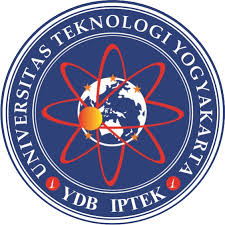 UNIVERSITAS TEKNOLOGI YOGYAKARTA
YDB IPTEK